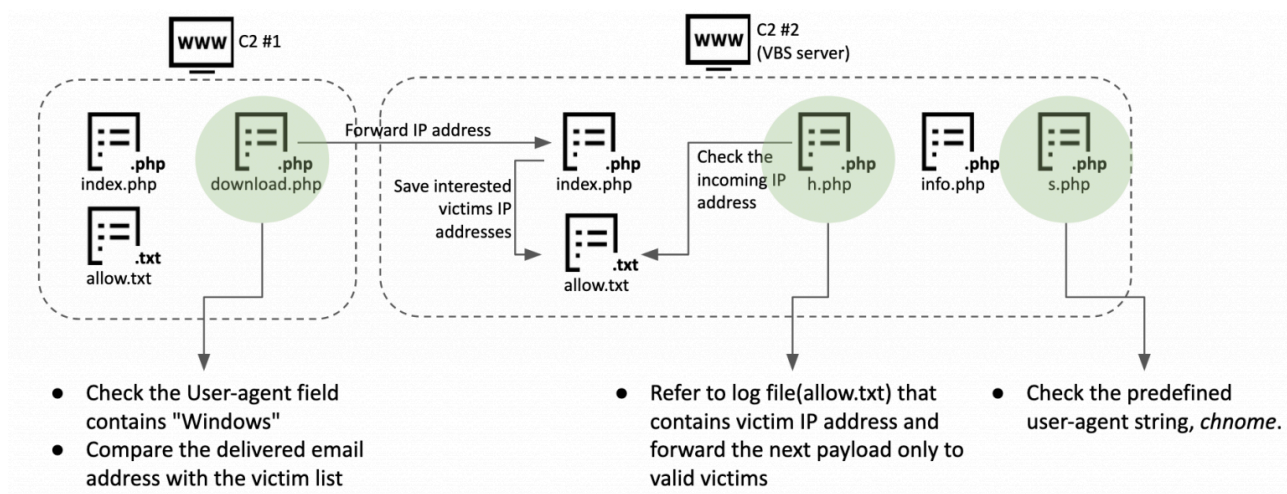 www
C2 #1
www
C2 #2
(VBS server)
.php
index.php
.php
download.php
.txt
allow.txt
Forward IP address
Save interested
victims IP
addresses
.php
index.php
.txt
allow.txt
Check the
incoming IP
address
.php
h.php
.php
info.php
.php
s.php
● Check the User-agent field
contains "Windows"
● Compare the delivered email
address with the victim list
● Refer to log file(allow.txt) that
contains victim IP address and
forward the next payload only to
valid victims
● Check the predefined
user-agent string, chnome.